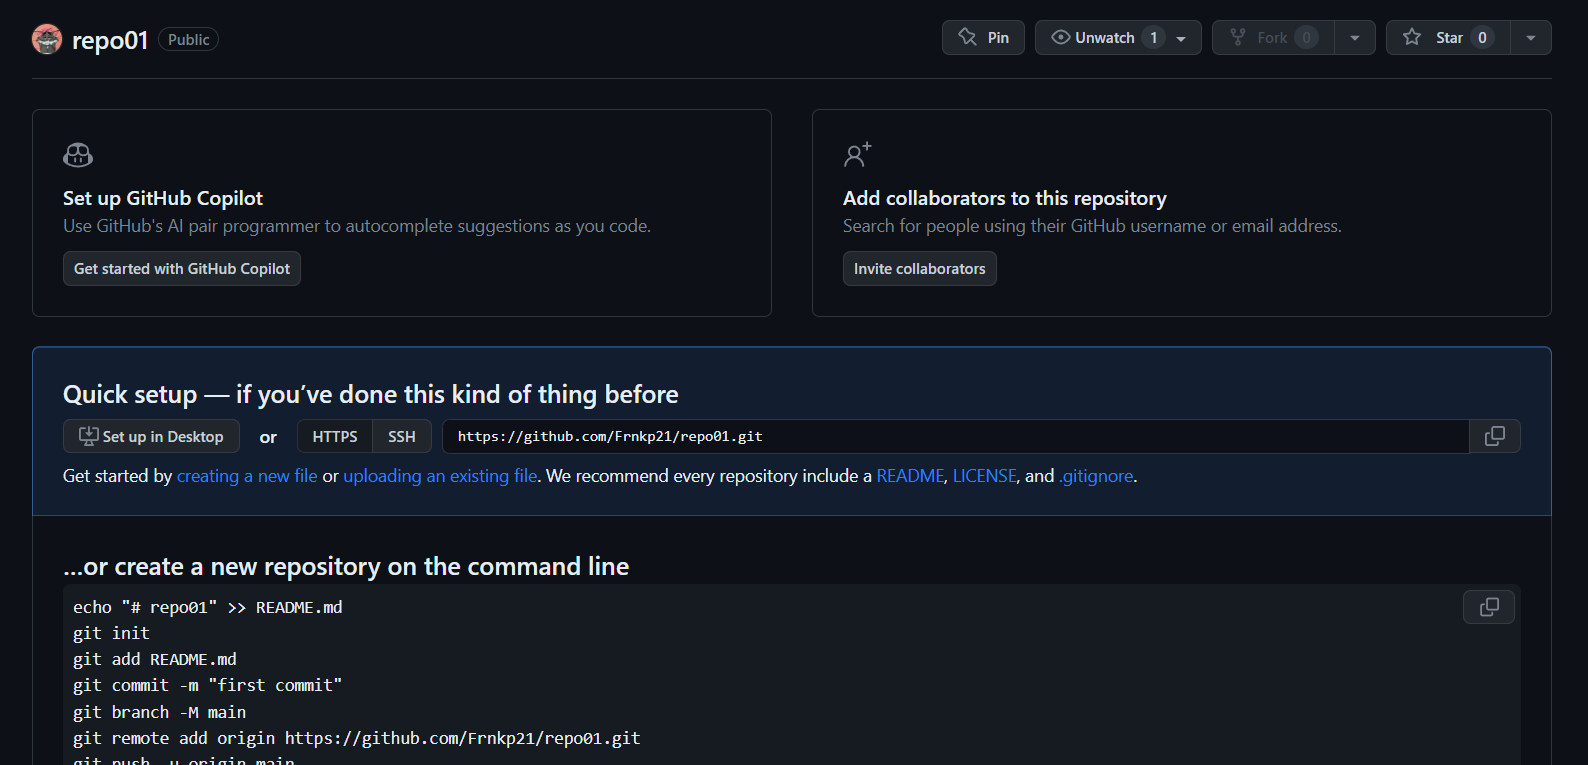 repo01 Public
Pin
Unwatch 1
Fork 0
Star 0
Set up GitHub Copilot
Use GitHub's AI pair programmer to autocomplete suggestions as you code.
Get started with GitHub Copilot
Add collaborators to this repository
Search for people using their GitHub username or email address.
Invite collaborators
Quick setup — if you’ve done this kind of thing before
Set up in Desktop or HTTPS SSH https://github.com/Frnkp21/repo01.git
Get started by creating a new file or uploading an existing file. We recommend every repository include a README, LICENSE, and .gitignore.
…or create a new repository on the command line
echo "# repo01" >> README.md
git init
git add README.md
git commit -m "first commit"
git branch -M main
git remote add origin https://github.com/Frnkp21/repo01.git
git push -u origin main